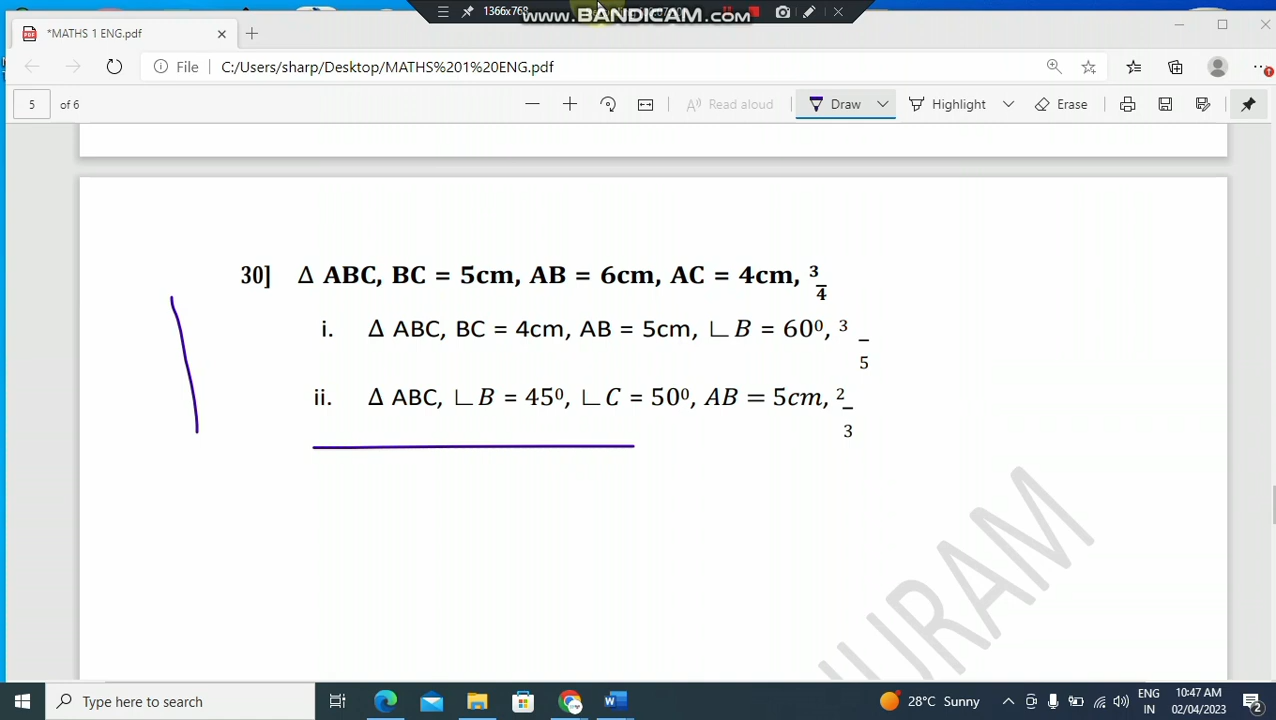 1366x768
www.BANDICAM.com
*MATHS 1 ENG.pdf
File C:/Users/sharp/Desktop/MATHS%201%20ENG.pdf
5 of 6 Read aloud Draw Highlight Erase
30] Δ ABC, BC = 5cm, AB = 6cm, AC = 4cm, 3/4
i. Δ ABC, BC = 4cm, AB = 5cm, ∟B = 60⁰, 3/5
ii. Δ ABC, ∟B = 45⁰, ∟C = 50⁰, AB = 5cm, 2/3
Type here to search 28°C Sunny ENG 10:47 AM
IN 02/04/2023 2